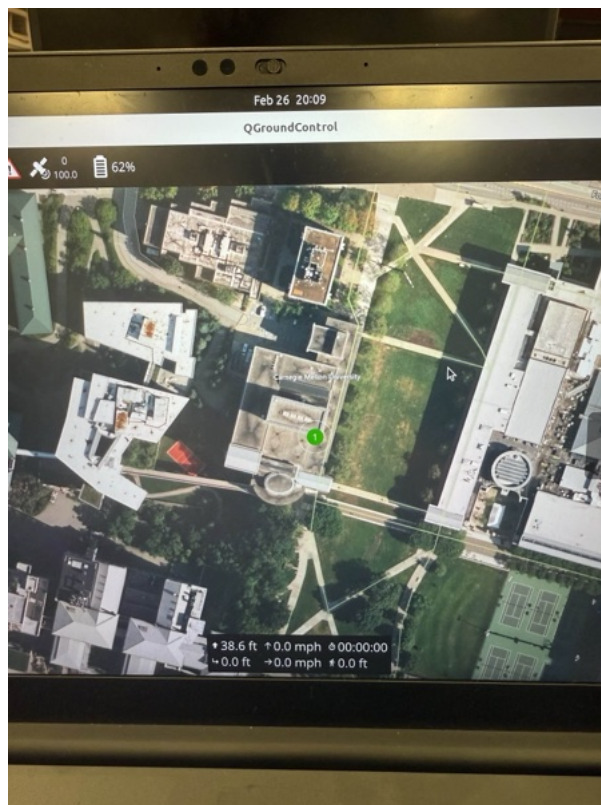 Feb 26 20:09
QGroundControl
0
100.0
62%
Carnegie Mellon University
1
38.6 ft 0.0 mph 00:00:00
0.0 ft 0.0 mph 0.0 ft